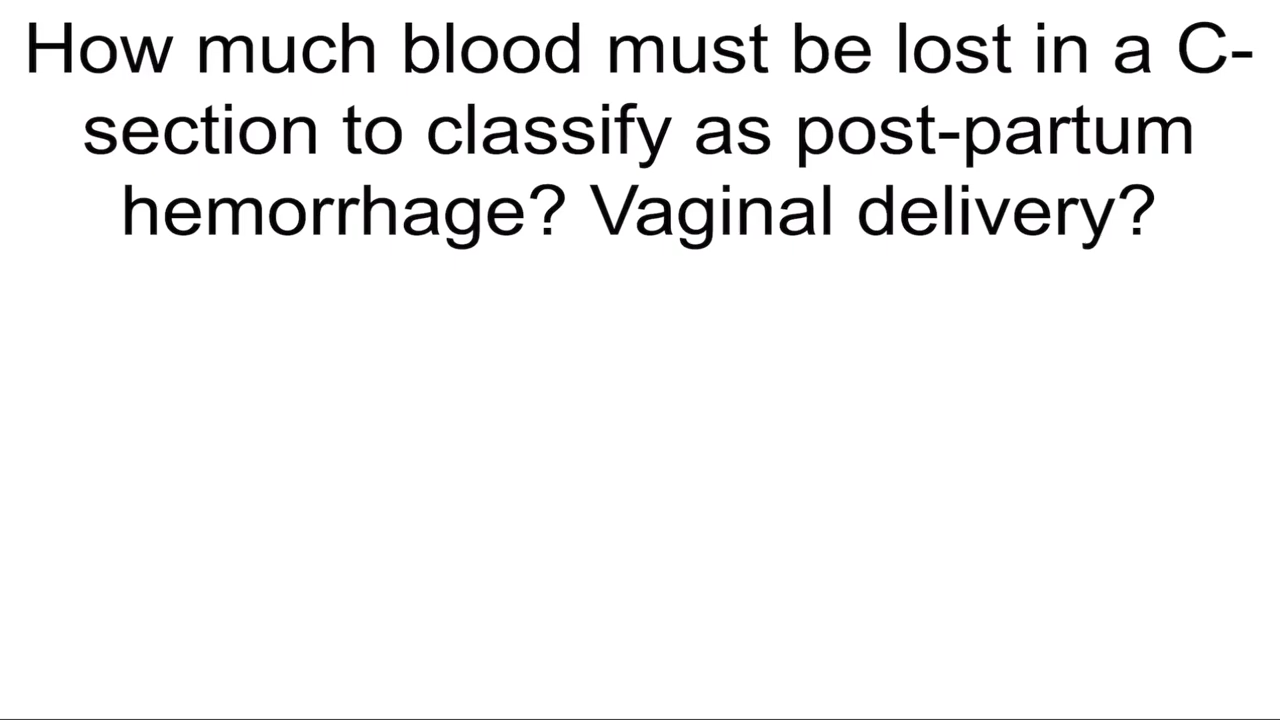 How much blood must be lost in a C-
section to classify as post-partum
hemorrhage? Vaginal delivery?